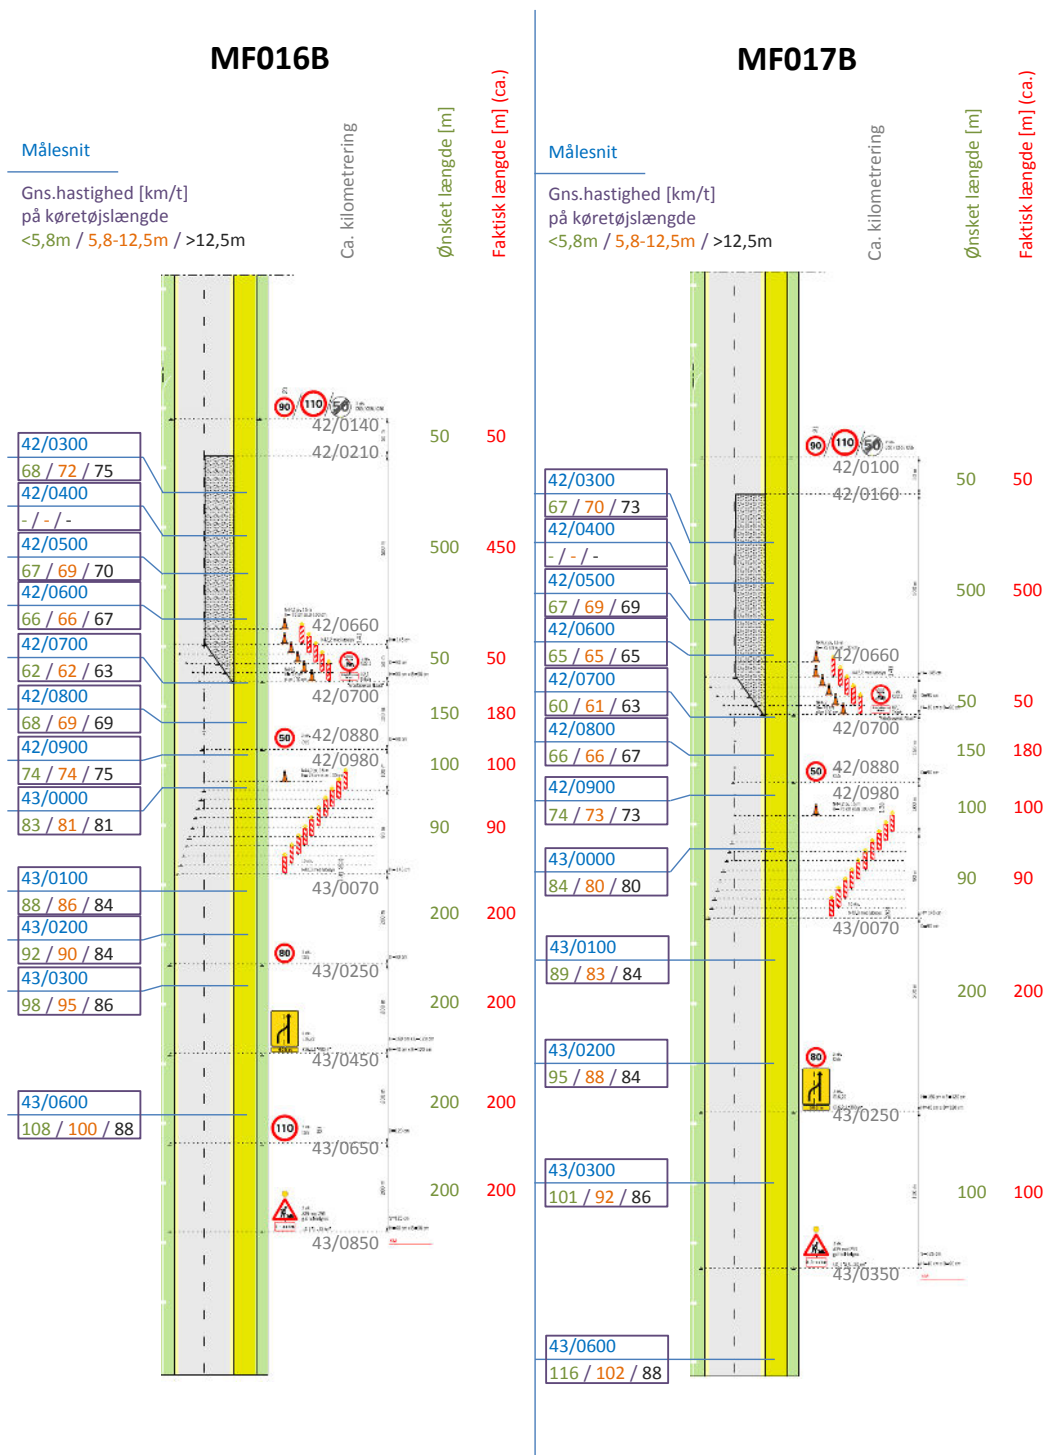 MF016B
Målesnit
Gns.hastighed [km/t]
på køretøjslængde
<5,8m / 5,8-12,5m / >12,5m
Ca. kilometrering
Ønsket længde [m]
Faktisk længde [m] (ca.)
90 110 50
42/0140
42/0210
50 50
42/0300
68 / 72 / 75
42/0400
- / - / -
42/0500
67 / 69 / 70
500 450
42/0600
66 / 66 / 67
42/0660
42/0700
62 / 62 / 63
50 50
42/0700
42/0800
68 / 69 / 69
150 180
50
42/0880
42/0900
74 / 74 / 75
42/0980
100 100
43/0000
83 / 81 / 81
90 90
43/0070
43/0100
88 / 86 / 84
200 200
43/0200
92 / 90 / 84
80
43/0250
43/0300
98 / 95 / 86
200 200
43/0450
43/0600
108 / 100 / 88
200 200
110
43/0650
200 200
43/0850
MF017B
Målesnit
Gns.hastighed [km/t]
på køretøjslængde
<5,8m / 5,8-12,5m / >12,5m
Ca. kilometrering
Ønsket længde [m]
Faktisk længde [m] (ca.)
90 110 50
42/0100
42/0160
50 50
42/0300
67 / 70 / 73
42/0400
- / - / -
42/0500
67 / 69 / 69
500 500
42/0600
65 / 65 / 65
42/0660
42/0700
60 / 61 / 63
50 50
42/0700
42/0800
66 / 66 / 67
150 180
50
42/0880
42/0900
74 / 73 / 73
42/0980
100 100
43/0000
84 / 80 / 80
90 90
43/0070
43/0100
89 / 83 / 84
200 200
43/0200
95 / 88 / 84
80
43/0250
43/0300
101 / 92 / 86
100 100
43/0350
43/0600
116 / 102 / 88